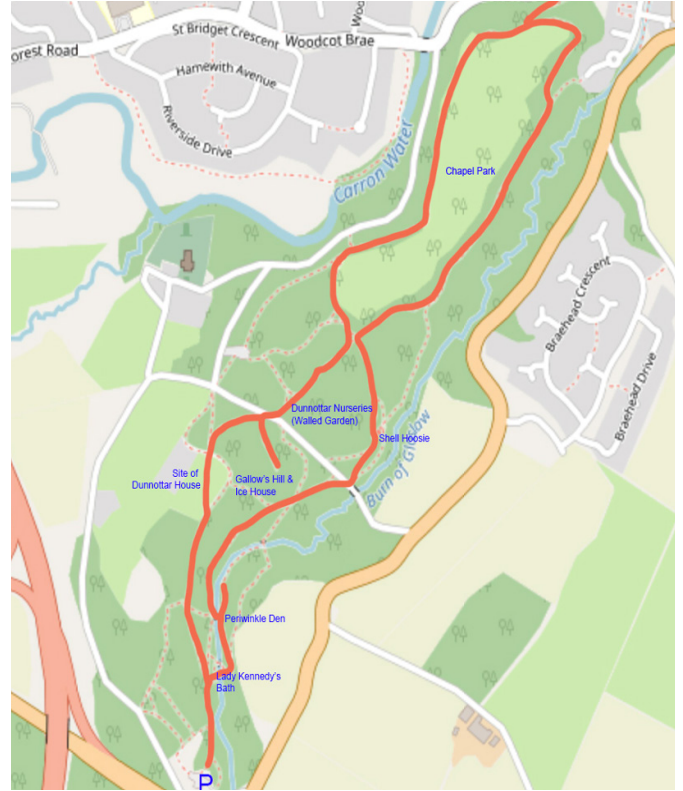 St Bridget Crescent
Woodcot Brae
Woo
orest Road
Hamewith Avenue
Riverside Drive
Carron Water
Chapel Park
Braehead Crescent
Braehead Drive
Dunnottar Nurseries
(Walled Garden)
Shell Hoosie
Site of
Dunnottar House
Gallow's Hill &
Ice House
Burn of Glaslow
Periwinkle Den
Lady Kennedy's
Bath
P